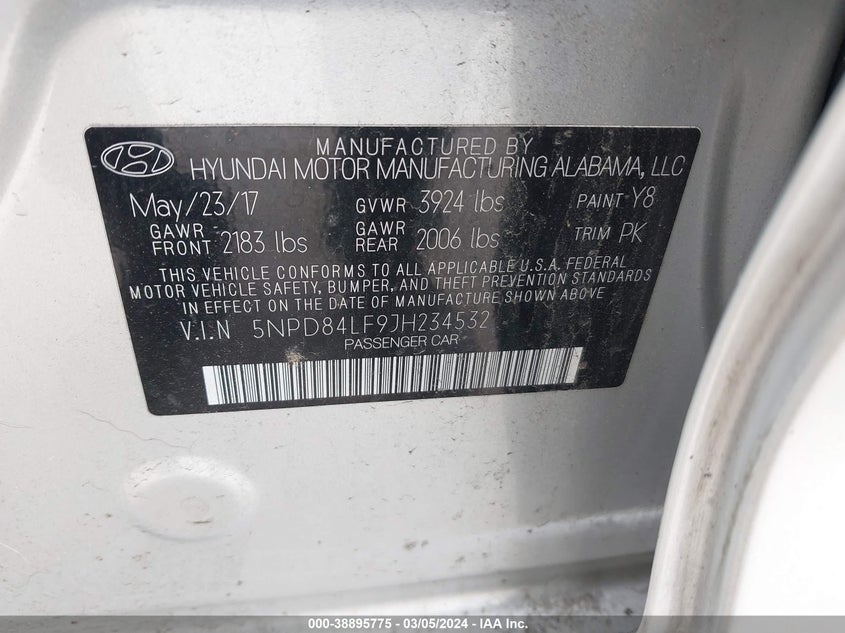 MANUFACTURED BY
HYUNDAI MOTOR MANUFACTURING ALABAMA, LLC
May/23/17 GVWR 3924 lbs PAINT Y8
GAWR FRONT 2183 lbs GAWR REAR 2006 lbs TRIM PK
THIS VEHICLE CONFORMS TO ALL APPLICABLE U.S.A. FEDERAL
MOTOR VEHICLE SAFETY, BUMPER, AND THEFT PREVENTION STANDARDS
IN EFFECT ON THE DATE OF MANUFACTURE SHOWN ABOVE
V.I.N 5NPD84LF9JH234532
PASSENGER CAR
000-38895775 - 03/05/2024 - IAA Inc.